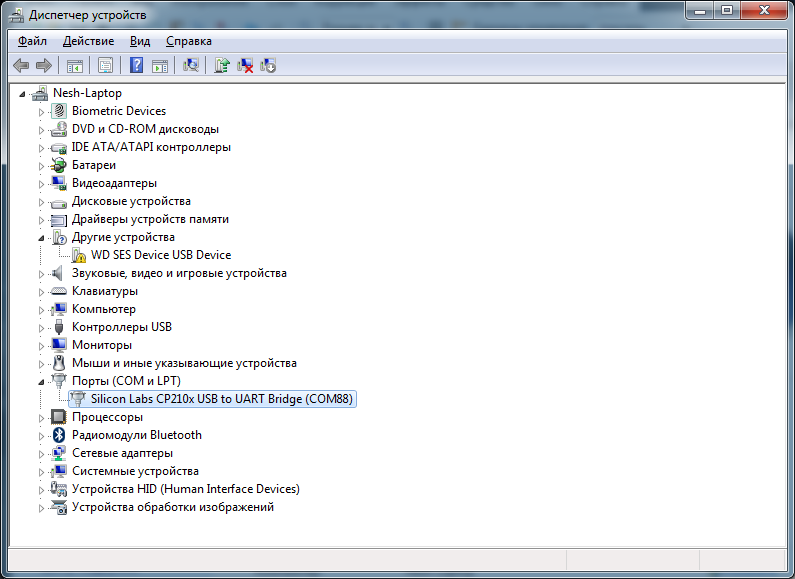 Диспетчер устройств
Файл Действие Вид Справка
Nesh-Laptop
Biometric Devices
DVD и CD-ROM дисководы
IDE ATA/ATAPI контроллеры
Батареи
Видеоадаптеры
Дисковые устройства
Драйверы устройств памяти
Другие устройства
WD SES Device USB Device
Звуковые, видео и игровые устройства
Клавиатуры
Компьютер
Контроллеры USB
Мониторы
Мыши и иные указывающие устройства
Порты (COM и LPT)
Silicon Labs CP210x USB to UART Bridge (COM88)
Процессоры
Радиомодули Bluetooth
Сетевые адаптеры
Системные устройства
Устройства HID (Human Interface Devices)
Устройства обработки изображений